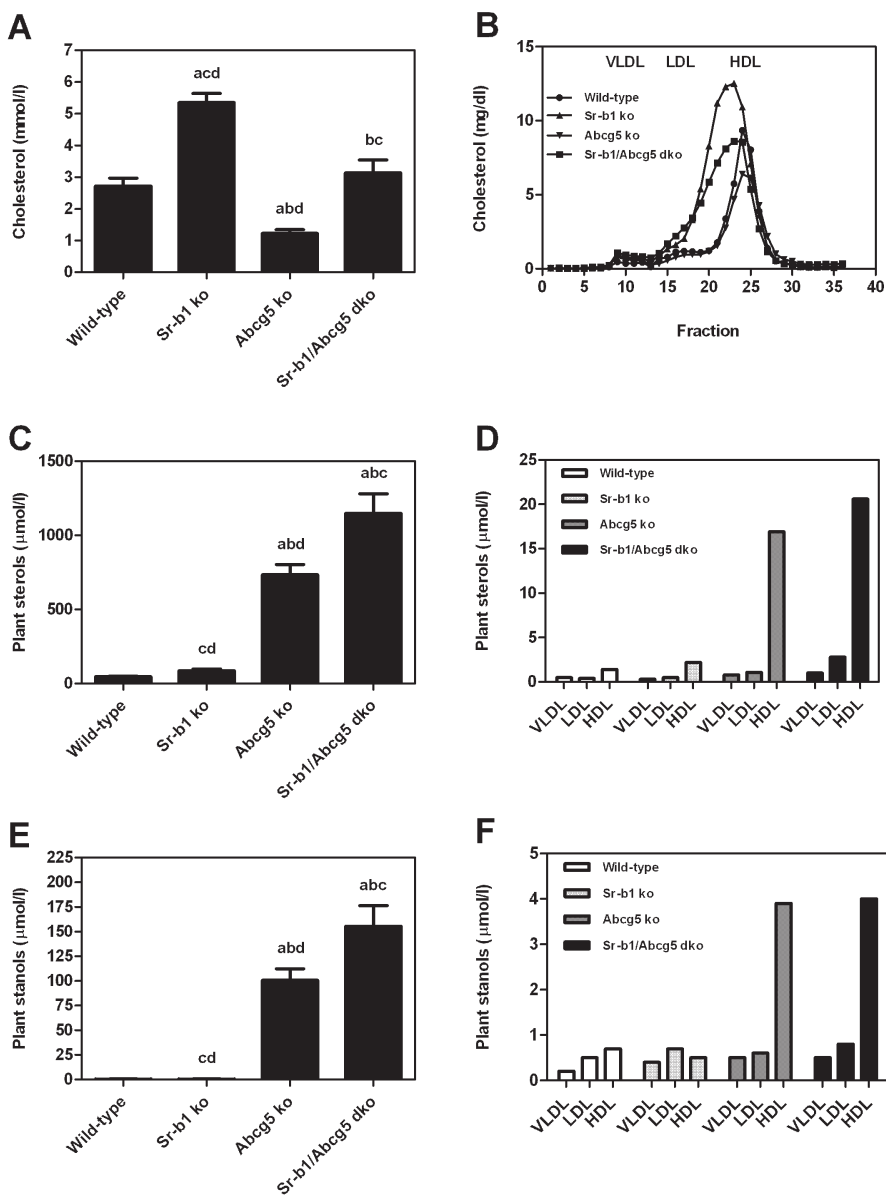 A
Cholesterol (mmol/l)
7
6
5
4
3
2
1
0
acd
abd
bc
Wild-type
Sr-b1 ko
Abcg5 ko
Sr-b1/Abcg5 dko
B
Cholesterol (mg/dl)
15
10
5
0
VLDL LDL HDL
Wild-type
Sr-b1 ko
Abcg5 ko
Sr-b1/Abcg5 dko
0 5 10 15 20 25 30 35 40
Fraction
C
Plant sterols (μmol/l)
1500
1000
500
0
cd
abd
abc
Wild-type
Sr-b1 ko
Abcg5 ko
Sr-b1/Abcg5 dko
D
Plant sterols (μmol/l)
25
20
15
10
5
0
Wild-type
Sr-b1 ko
Abcg5 ko
Sr-b1/Abcg5 dko
VLDL LDL HDL VLDL LDL HDL VLDL LDL HDL VLDL LDL HDL
E
Plant stanols (μmol/l)
225
200
175
150
125
100
75
50
25
0
cd
abd
abc
Wild-type
Sr-b1 ko
Abcg5 ko
Sr-b1/Abcg5 dko
F
Plant stanols (μmol/l)
5
4
3
2
1
0
Wild-type
Sr-b1 ko
Abcg5 ko
Sr-b1/Abcg5 dko
VLDL LDL HDL VLDL LDL HDL VLDL LDL HDL VLDL LDL HDL